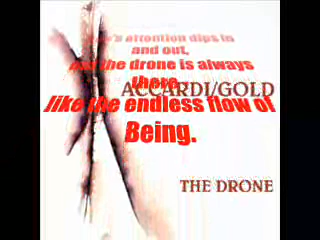 attention dips in
and out,
the drone is always
there
like the endless flow of
Being.
ACCARDI/GOLD
THE DRONE